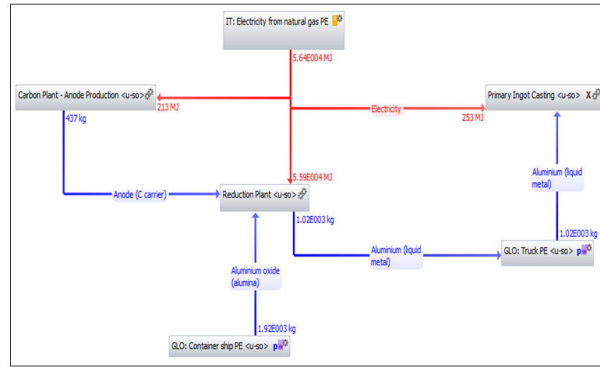 IT: Electricity from natural gas PE
5.64E004 MJ
Carbon Plant - Anode Production <u-so>
Primary Ingot Casting <u-so> X
213 MJ
Electricity
253 MJ
437 kg
Aluminium (liquid
metal)
5.59E004 MJ
Anode (C carrier)
Reduction Plant <u-so>
1.02E003 kg
1.02E003 kg
Aluminium (liquid
metal)
GLO: Truck PE <u-so> p
Aluminium oxide
(alumina)
1.92E003 kg
GLO: Container ship PE <u-so> p